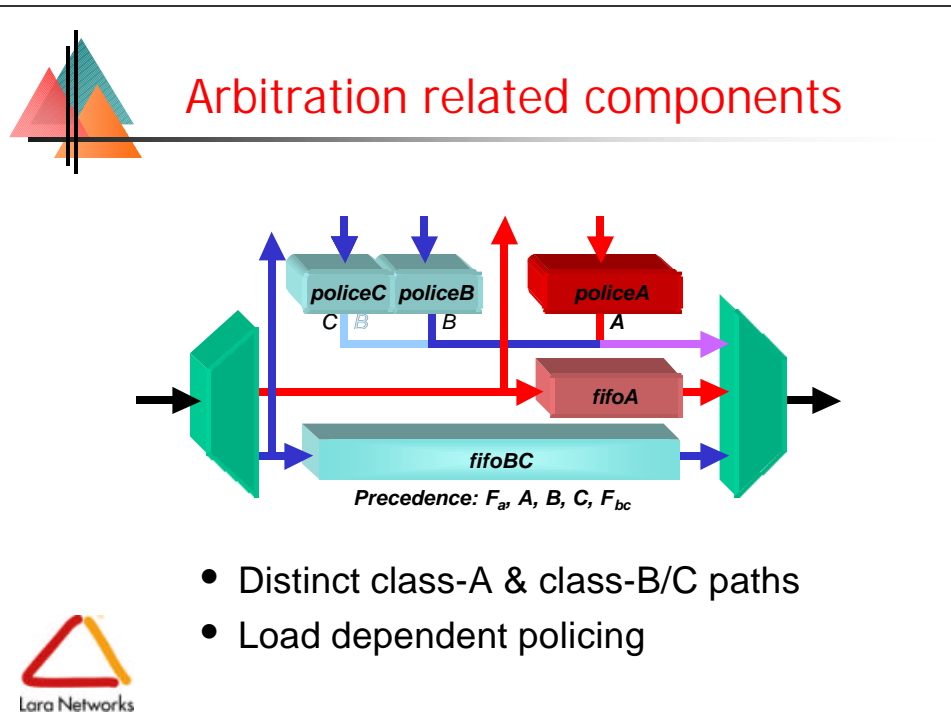 Arbitration related components
policeC policeB policeA
C B B A
fifoA
fifoBC
Precedence: Fa, A, B, C, Fbc
• Distinct class-A & class-B/C paths
• Load dependent policing
Lara Networks